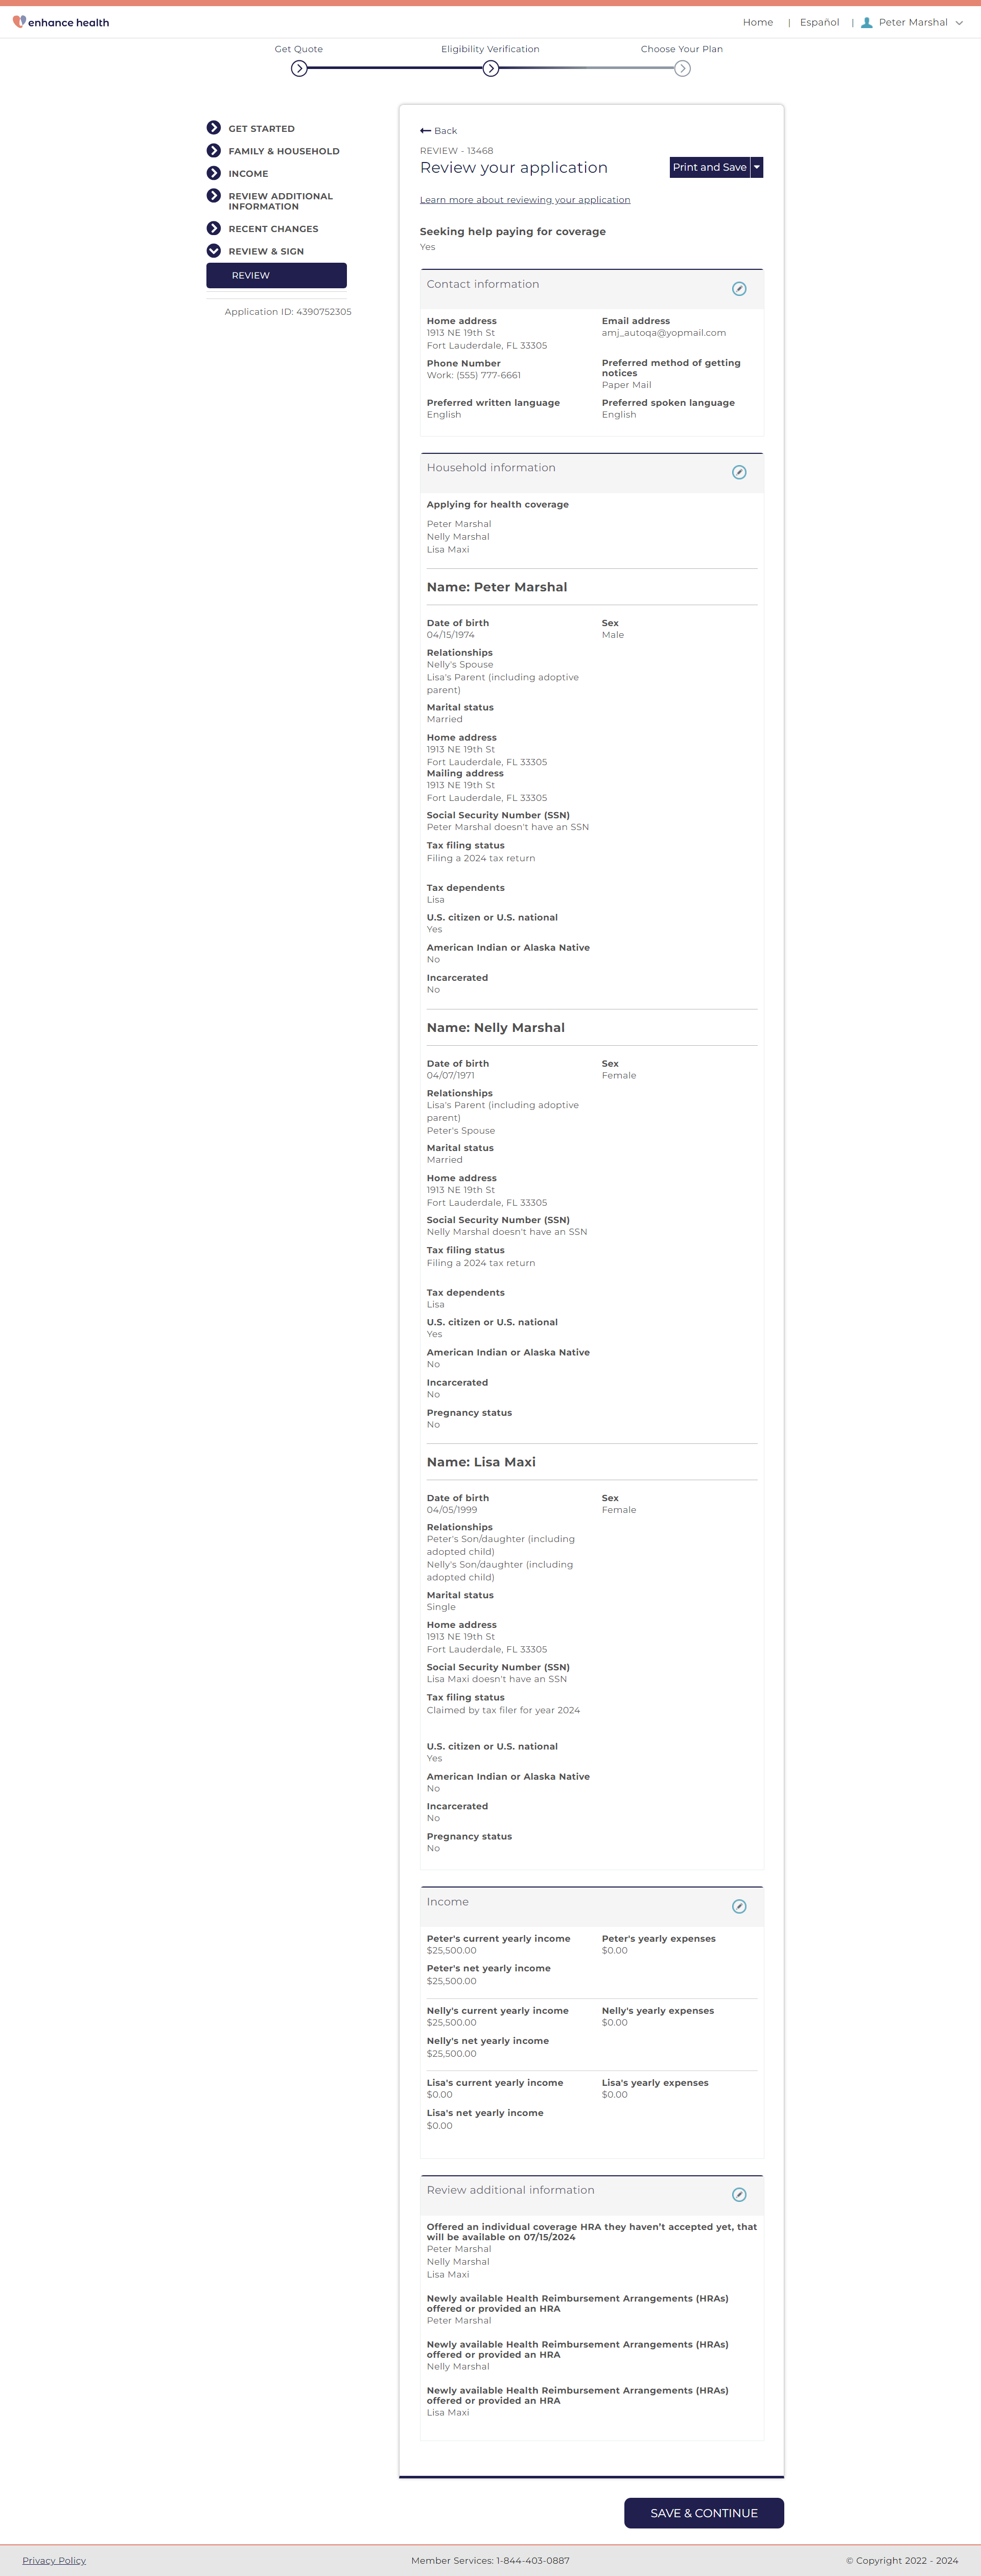 enhance health
Home | Español | Peter Marshal
Get Quote
Eligibility Verification
Choose Your Plan
GET STARTED
FAMILY & HOUSEHOLD
INCOME
REVIEW ADDITIONAL
INFORMATION
RECENT CHANGES
REVIEW & SIGN
REVIEW
Application ID: 4390752305
Back
REVIEW - 13468
Review your application
Print and Save
Learn more about reviewing your application
Seeking help paying for coverage
Yes
Contact information
Home address
1913 NE 19th St
Fort Lauderdale, FL 33305
Email address
amj_autoqa@yopmail.com
Phone Number
Work: (555) 777-6661
Preferred method of getting
notices
Paper Mail
Preferred written language
English
Preferred spoken language
English
Household information
Applying for health coverage
Peter Marshal
Nelly Marshal
Lisa Maxi
Name: Peter Marshal
Date of birth
04/15/1974
Sex
Male
Relationships
Nelly's Spouse
Lisa's Parent (including adoptive
parent)
Marital status
Married
Home address
1913 NE 19th St
Fort Lauderdale, FL 33305
Mailing address
1913 NE 19th St
Fort Lauderdale, FL 33305
Social Security Number (SSN)
Peter Marshal doesn't have an SSN
Tax filing status
Filing a 2024 tax return
Tax dependents
Lisa
U.S. citizen or U.S. national
Yes
American Indian or Alaska Native
No
Incarcerated
No
Name: Nelly Marshal
Date of birth
04/07/1971
Sex
Female
Relationships
Lisa's Parent (including adoptive
parent)
Peter's Spouse
Marital status
Married
Home address
1913 NE 19th St
Fort Lauderdale, FL 33305
Social Security Number (SSN)
Nelly Marshal doesn't have an SSN
Tax filing status
Filing a 2024 tax return
Tax dependents
Lisa
U.S. citizen or U.S. national
Yes
American Indian or Alaska Native
No
Incarcerated
No
Pregnancy status
No
Name: Lisa Maxi
Date of birth
04/05/1999
Sex
Female
Relationships
Peter's Son/daughter (including
adopted child)
Nelly's Son/daughter (including
adopted child)
Marital status
Single
Home address
1913 NE 19th St
Fort Lauderdale, FL 33305
Social Security Number (SSN)
Lisa Maxi doesn't have an SSN
Tax filing status
Claimed by tax filer for year 2024
U.S. citizen or U.S. national
Yes
American Indian or Alaska Native
No
Incarcerated
No
Pregnancy status
No
Income
Peter's current yearly income
$25,500.00
Peter's yearly expenses
$0.00
Peter's net yearly income
$25,500.00
Nelly's current yearly income
$25,500.00
Nelly's yearly expenses
$0.00
Nelly's net yearly income
$25,500.00
Lisa's current yearly income
$0.00
Lisa's yearly expenses
$0.00
Lisa's net yearly income
$0.00
Review additional information
Offered an individual coverage HRA they haven't accepted yet, that
will be available on 07/15/2024
Peter Marshal
Nelly Marshal
Lisa Maxi
Newly available Health Reimbursement Arrangements (HRAs)
offered or provided an HRA
Peter Marshal
Newly available Health Reimbursement Arrangements (HRAs)
offered or provided an HRA
Nelly Marshal
Newly available Health Reimbursement Arrangements (HRAs)
offered or provided an HRA
Lisa Maxi
SAVE & CONTINUE
Privacy Policy
Member Services: 1-844-403-0887
© Copyright 2022 - 2024